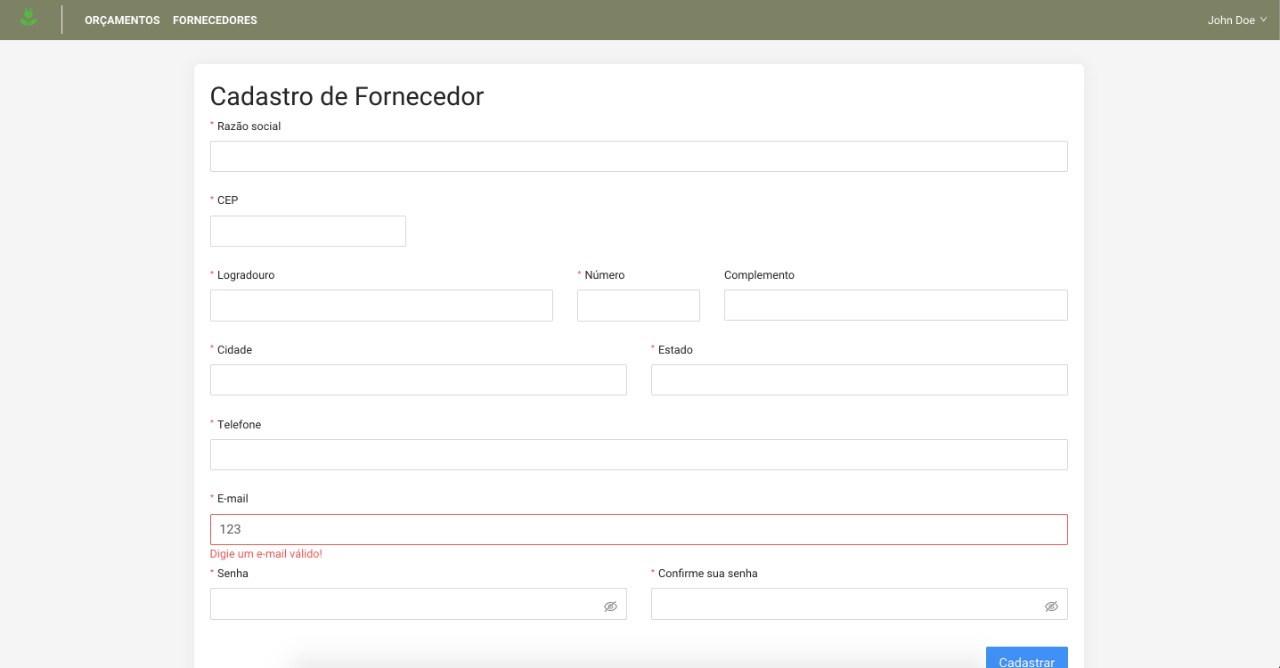 ORÇAMENTOS FORNECEDORES John Doe
Cadastro de Fornecedor
* Razão social
* CEP
* Logradouro * Número Complemento
* Cidade * Estado
* Telefone
* E-mail
123
Digie um e-mail válido!
* Senha * Confirme sua senha
Cadastrar